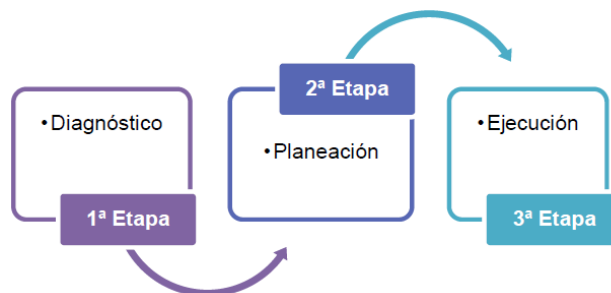 •Diagnóstico
1ª Etapa
2ª Etapa
•Planeación
•Ejecución
3ª Etapa